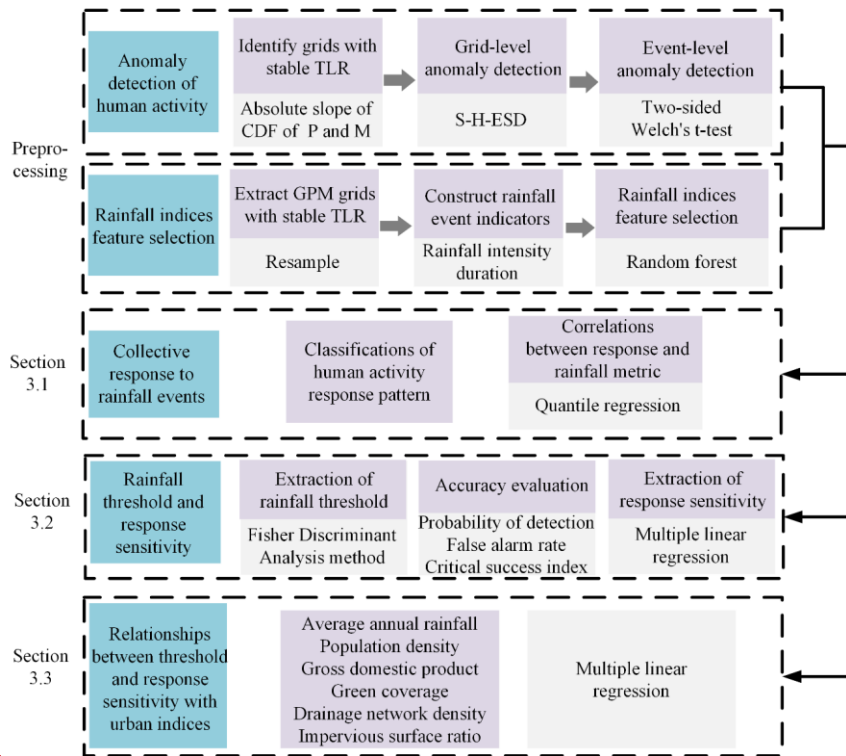 Prepro-
cessing
Anomaly
detection of
human activity
Identify grids with
stable TLR
Absolute slope of
CDF of P and M
Grid-level
anomaly detection
S-H-ESD
Event-level
anomaly detection
Two-sided
Welch's t-test
Rainfall indices
feature selection
Extract GPM grids
with stable TLR
Resample
Construct rainfall
event indicators
Rainfall intensity
duration
Rainfall indices
feature selection
Random forest
Section
3.1
Collective
response to
rainfall events
Classifications of
human activity
response pattern
Correlations
between response and
rainfall metric
Quantile regression
Section
3.2
Rainfall
threshold and
response
sensitivity
Extraction of
rainfall threshold
Fisher Discriminant
Analysis method
Accuracy evaluation
Probability of detection
False alarm rate
Critical success index
Extraction of
response sensitivity
Multiple linear
regression
Section
3.3
Relationships
between threshold
and response
sensitivity with
urban indices
Average annual rainfall
Population density
Gross domestic product
Green coverage
Drainage network density
Impervious surface ratio
Multiple linear
regression